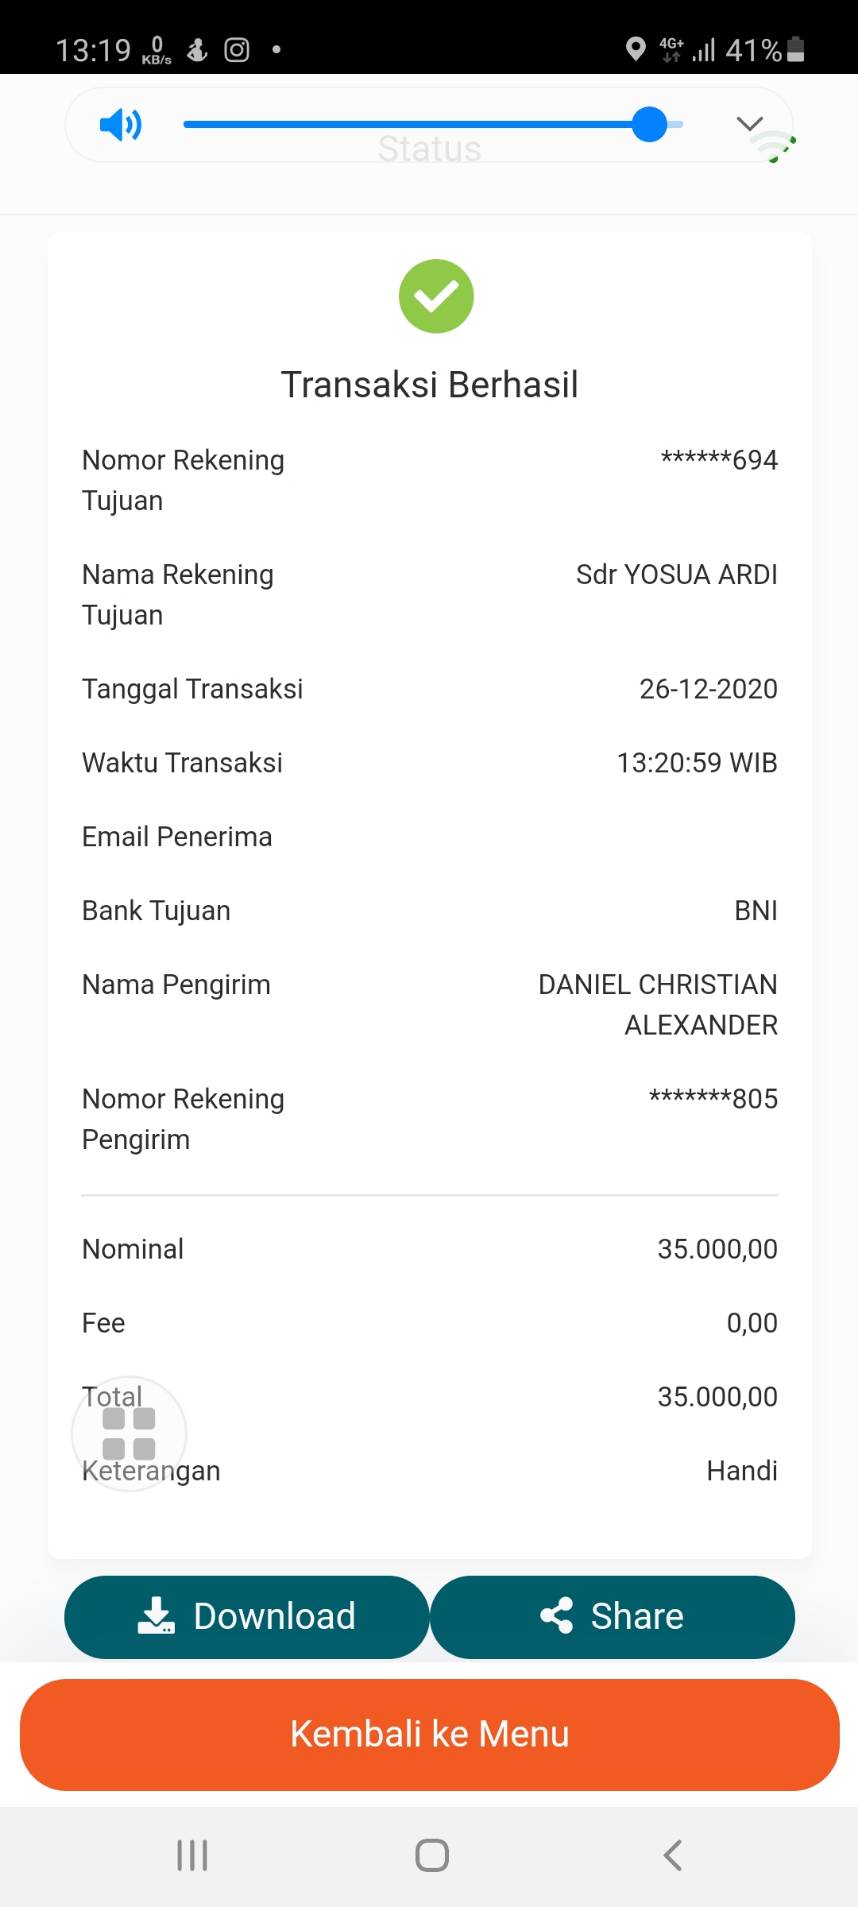 13:19 0 KB/s 4G+ 41%
Status
Transaksi Berhasil
Nomor Rekening Tujuan ******694
Nama Rekening Tujuan Sdr YOSUA ARDI
Tanggal Transaksi 26-12-2020
Waktu Transaksi 13:20:59 WIB
Email Penerima
Bank Tujuan BNI
Nama Pengirim DANIEL CHRISTIAN ALEXANDER
Nomor Rekening Pengirim *******805
Nominal 35.000,00
Fee 0,00
Total 35.000,00
Keterangan Handi
Download Share
Kembali ke Menu